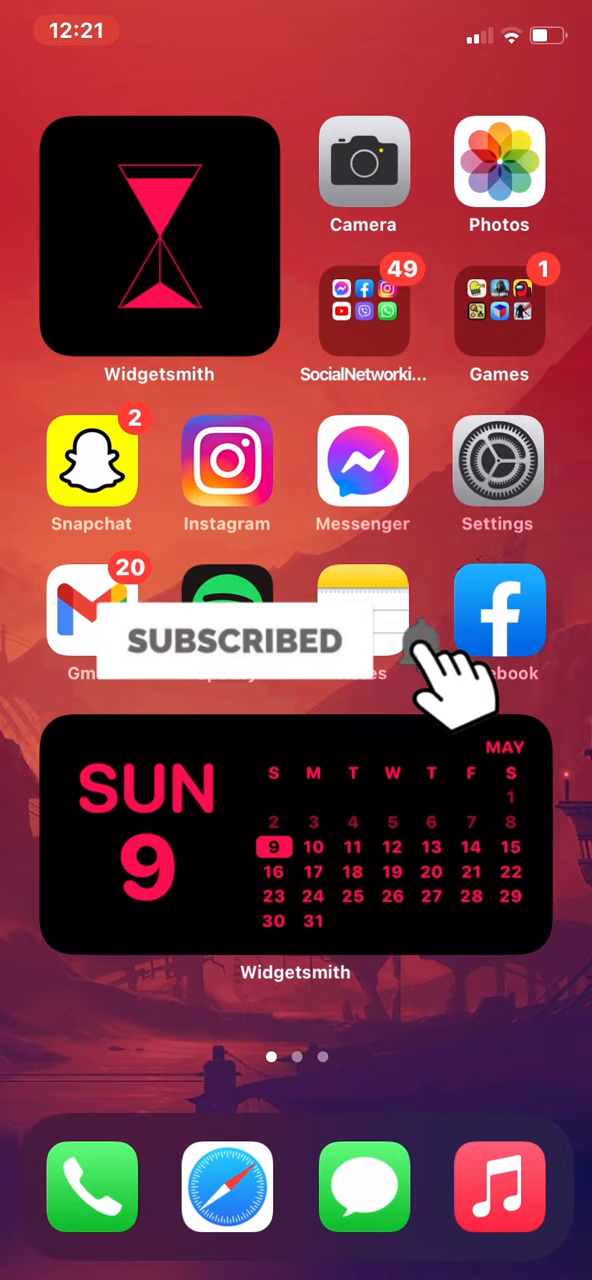 12:21
Camera
Photos
49
1
Widgetsmith
SocialNetworki...
Games
2
Snapchat
Instagram
Messenger
Settings
20
SUBSCRIBED
SUN
9
MAY
S M T W T F S
1
2 3 4 5 6 7 8
9 10 11 12 13 14 15
16 17 18 19 20 21 22
23 24 25 26 27 28 29
30 31
Widgetsmith